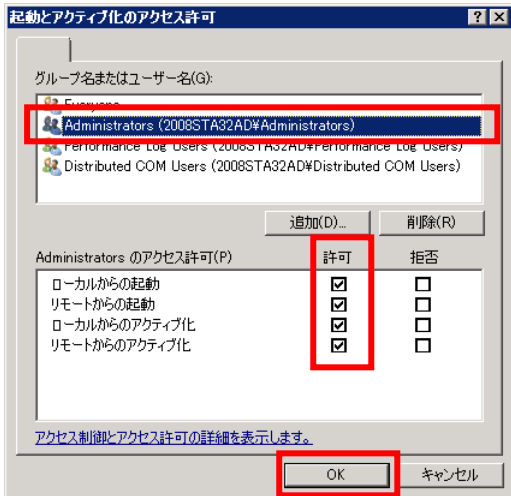 起動とアクティブ化のアクセス許可
グループ名またはユーザー名(G):
Everyone
Administrators (2008STA32AD¥Administrators)
Performance Log Users (2008STA32AD¥Performance Log Users)
Distributed COM Users (2008STA32AD¥Distributed COM Users)
追加(D)... 削除(R)
Administrators のアクセス許可(P) 許可 拒否
ローカルからの起動
リモートからの起動
ローカルからのアクティブ化
リモートからのアクティブ化
アクセス制御とアクセス許可の詳細を表示します。
OK キャンセル